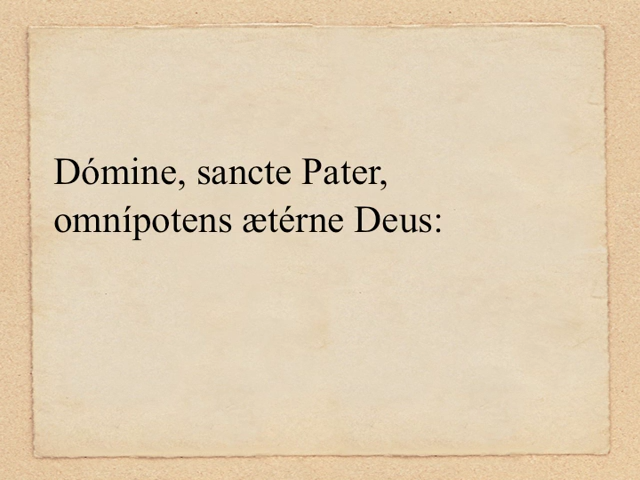 Dómine, sancte Pater,
omnípotens ætérne Deus: